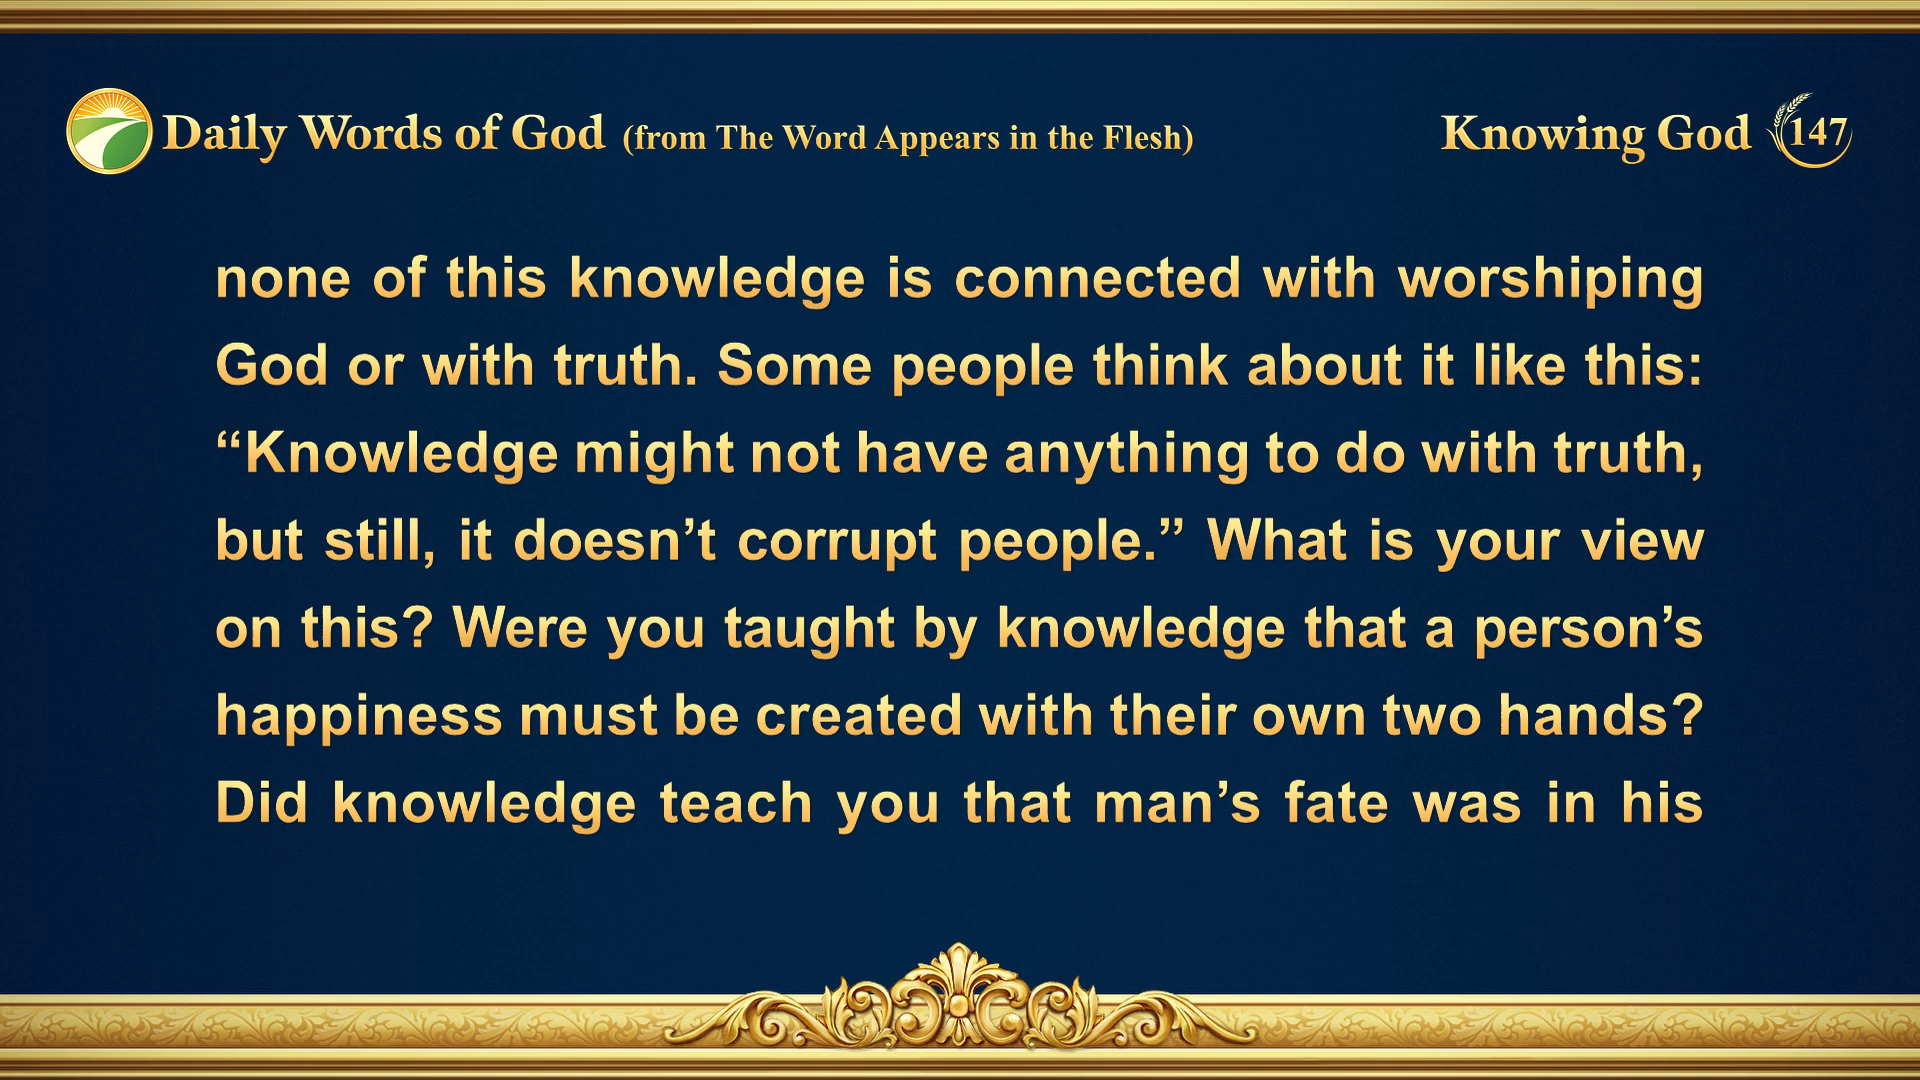 Daily Words of God (from The Word Appears in the Flesh)
Knowing God 147
none of this knowledge is connected with worshiping
God or with truth. Some people think about it like this:
“Knowledge might not have anything to do with truth,
but still, it doesn’t corrupt people.” What is your view
on this? Were you taught by knowledge that a person’s
happiness must be created with their own two hands?
Did knowledge teach you that man’s fate was in his